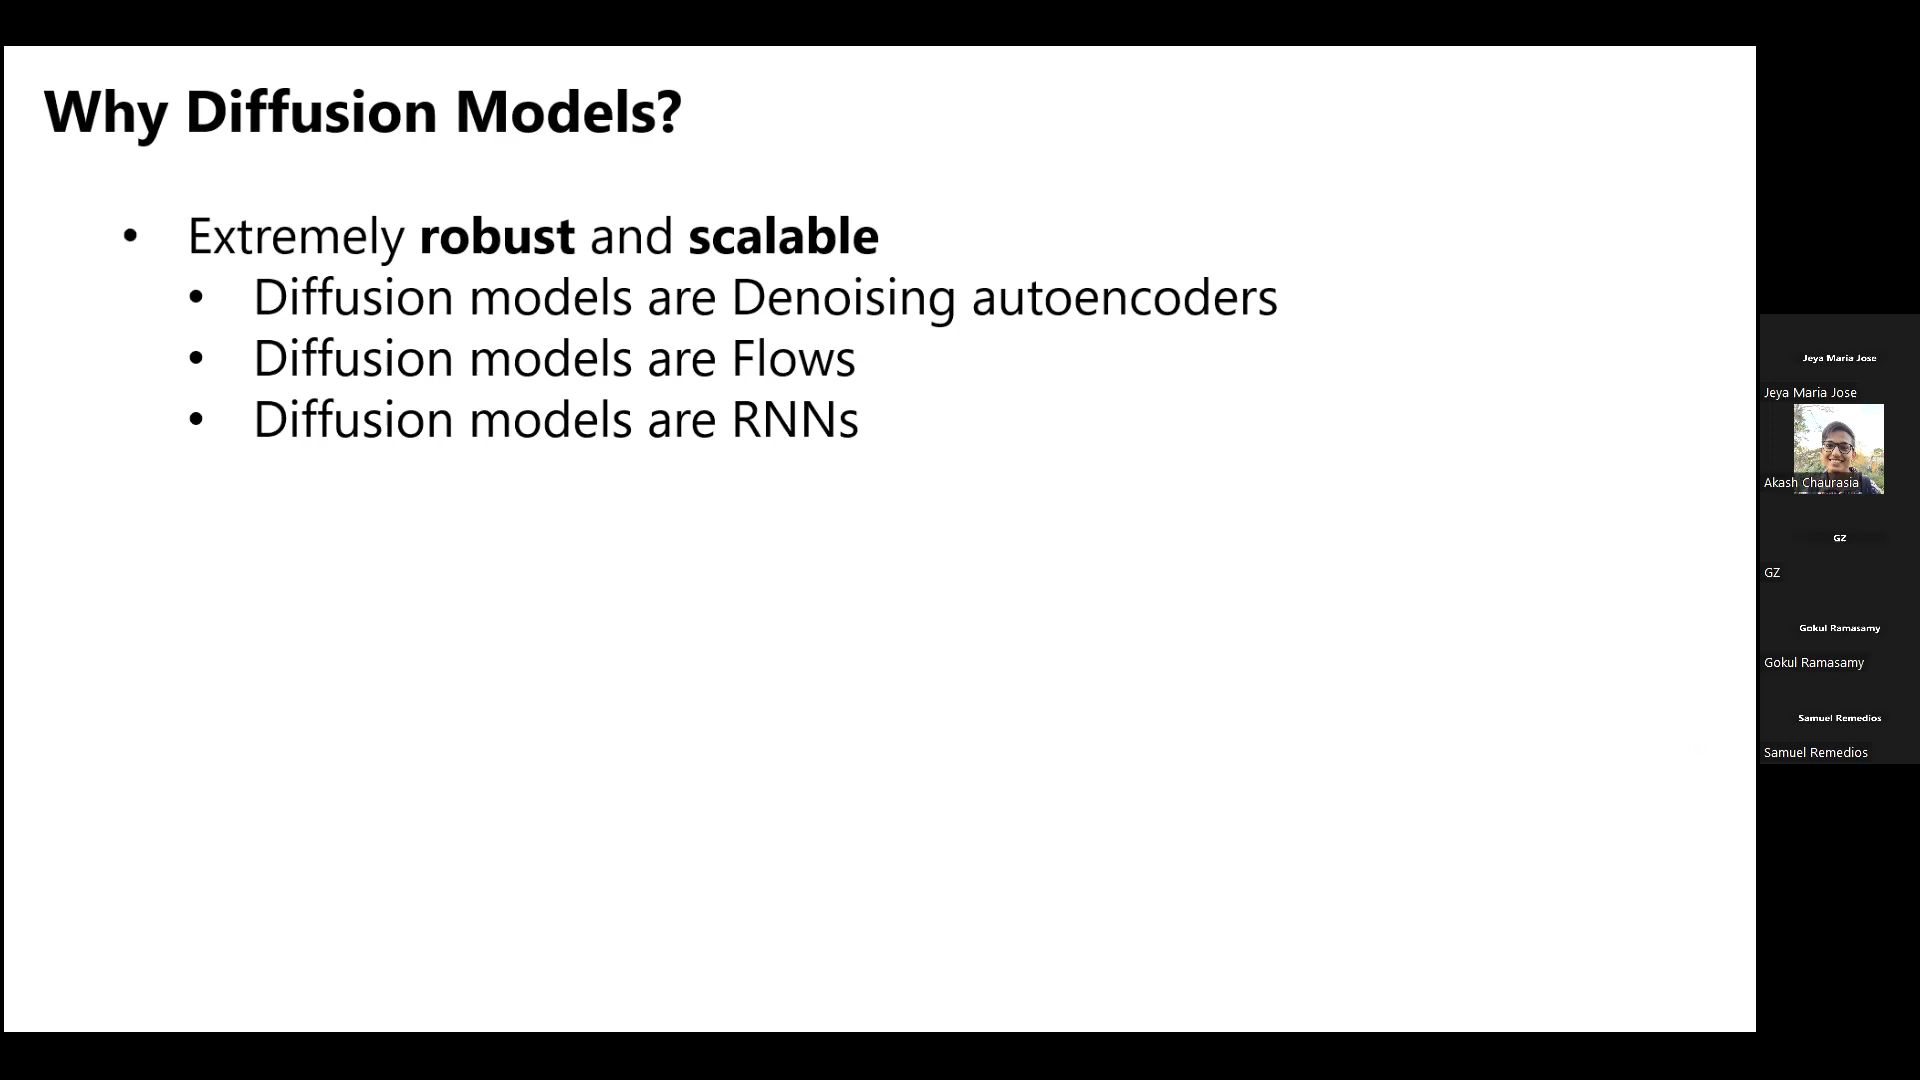 Why Diffusion Models?
• Extremely robust and scalable
• Diffusion models are Denoising autoencoders
• Diffusion models are Flows
• Diffusion models are RNNs
Jeya Maria Jose
Jeya Maria Jose
Akash Chaurasia
GZ
GZ
Gokul Ramasamy
Gokul Ramasamy
Samuel Remedios
Samuel Remedios